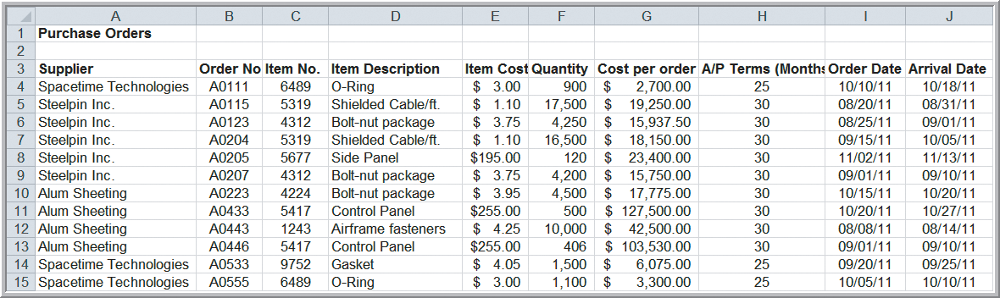 A B C D E F G H I J
1 Purchase Orders
2
3 Supplier Order No Item No. Item Description Item Cost Quantity Cost per order A/P Terms (Months Order Date Arrival Date
4 Spacetime Technologies A0111 6489 O-Ring $ 3.00 900 $ 2,700.00 25 10/10/11 10/18/11
5 Steelpin Inc. A0115 5319 Shielded Cable/ft. $ 1.10 17,500 $ 19,250.00 30 08/20/11 08/31/11
6 Steelpin Inc. A0123 4312 Bolt-nut package $ 3.75 4,250 $ 15,937.50 30 08/25/11 09/01/11
7 Steelpin Inc. A0204 5319 Shielded Cable/ft. $ 1.10 16,500 $ 18,150.00 30 09/15/11 10/05/11
8 Steelpin Inc. A0205 5677 Side Panel $195.00 120 $ 23,400.00 30 11/02/11 11/13/11
9 Steelpin Inc. A0207 4312 Bolt-nut package $ 3.75 4,200 $ 15,750.00 30 09/01/11 09/10/11
10 Alum Sheeting A0223 4224 Bolt-nut package $ 3.95 4,500 $ 17,775.00 30 10/15/11 10/20/11
11 Alum Sheeting A0433 5417 Control Panel $255.00 500 $ 127,500.00 30 10/20/11 10/27/11
12 Alum Sheeting A0443 1243 Airframe fasteners $ 4.25 10,000 $ 42,500.00 30 08/08/11 08/14/11
13 Alum Sheeting A0446 5417 Control Panel $255.00 406 $ 103,530.00 30 09/01/11 09/10/11
14 Spacetime Technologies A0533 9752 Gasket $ 4.05 1,500 $ 6,075.00 25 09/20/11 09/25/11
15 Spacetime Technologies A0555 6489 O-Ring $ 3.00 1,100 $ 3,300.00 25 10/05/11 10/10/11